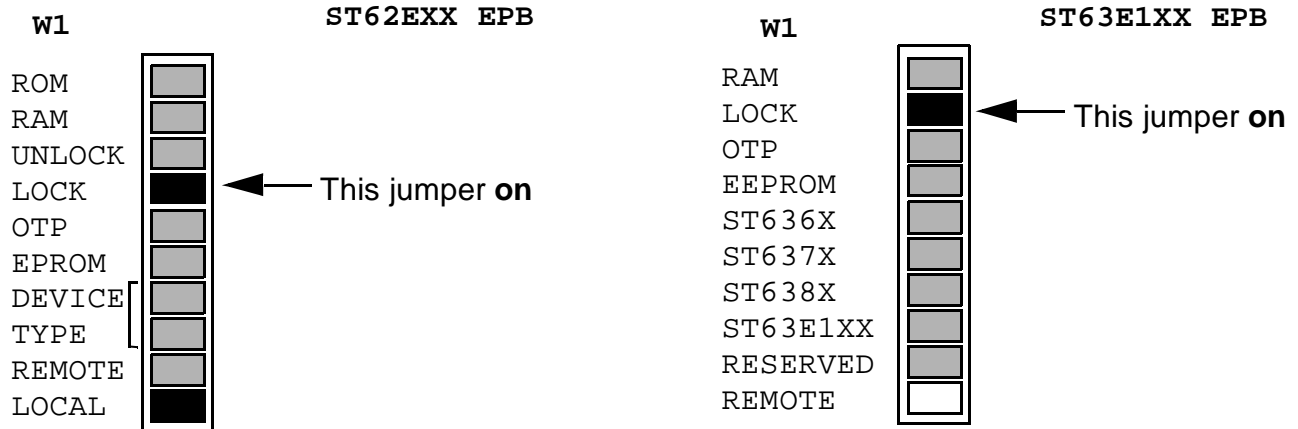 W1
ST62EXX EPB
ROM
RAM
UNLOCK
LOCK
This jumper on
OTP
EPROM
DEVICE
TYPE
REMOTE
LOCAL
W1
ST63E1XX EPB
RAM
LOCK
This jumper on
OTP
EEPROM
ST636X
ST637X
ST638X
ST63E1XX
RESERVED
REMOTE